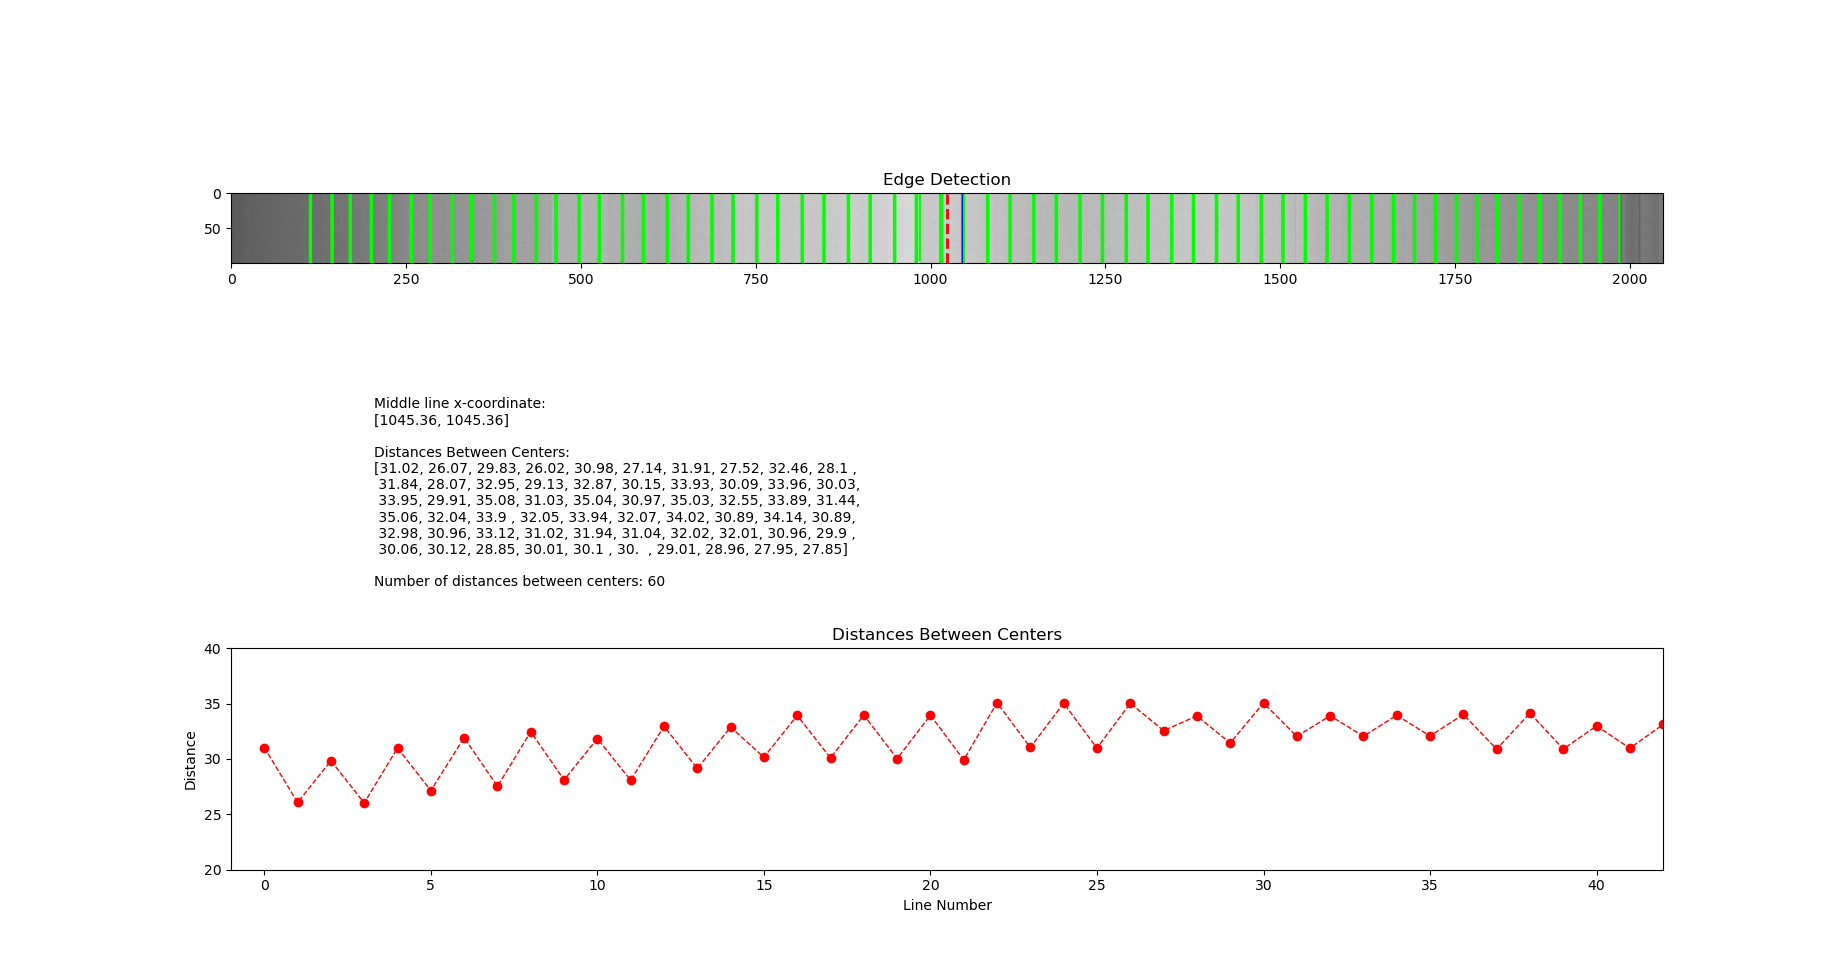 Edge Detection
0
50
0 250 500 750 1000 1250 1500 1750 2000
Middle line x-coordinate:
[1045.36, 1045.36]
Distances Between Centers:
[31.02, 26.07, 29.83, 26.02, 30.98, 27.14, 31.91, 27.52, 32.46, 28.1 ,
31.84, 28.07, 32.95, 29.13, 32.87, 30.15, 33.93, 30.09, 33.96, 30.03,
33.95, 29.91, 35.08, 31.03, 35.04, 30.97, 35.03, 32.55, 33.89, 31.44,
35.06, 32.04, 33.9 , 32.05, 33.94, 32.07, 34.02, 30.89, 34.14, 30.89,
32.98, 30.96, 33.12, 31.02, 31.94, 31.04, 32.02, 32.01, 30.96, 29.9 ,
30.06, 30.12, 28.85, 30.01, 30.1 , 30.  , 29.01, 28.96, 27.95, 27.85]
Number of distances between centers: 60
Distances Between Centers
40
35
30
25
20
Distance
0 5 10 15 20 25 30 35 40
Line Number